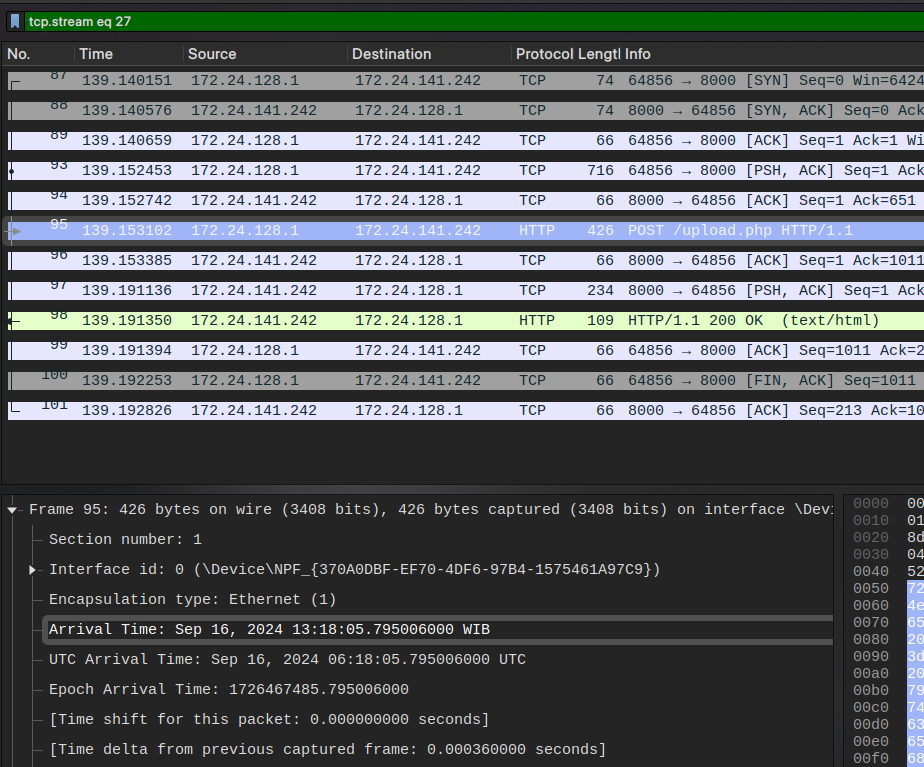 tcp.stream eq 27
No. Time Source Destination Protocol Lengtl Info
87 139.140151 172.24.128.1 172.24.141.242 TCP 74 64856 → 8000 [SYN] Seq=0 Win=6424
88 139.140576 172.24.141.242 172.24.128.1 TCP 74 8000 → 64856 [SYN, ACK] Seq=0 Ack
89 139.140659 172.24.128.1 172.24.141.242 TCP 66 64856 → 8000 [ACK] Seq=1 Ack=1 Wi
93 139.152453 172.24.128.1 172.24.141.242 TCP 716 64856 → 8000 [PSH, ACK] Seq=1 Ack
94 139.152742 172.24.141.242 172.24.128.1 TCP 66 8000 → 64856 [ACK] Seq=1 Ack=651
95 139.153102 172.24.128.1 172.24.141.242 HTTP 426 POST /upload.php HTTP/1.1
96 139.153385 172.24.141.242 172.24.128.1 TCP 66 8000 → 64856 [ACK] Seq=1 Ack=1011
97 139.191136 172.24.141.242 172.24.128.1 TCP 234 8000 → 64856 [PSH, ACK] Seq=1 Ack
98 139.191350 172.24.141.242 172.24.128.1 HTTP 109 HTTP/1.1 200 OK (text/html)
99 139.191394 172.24.128.1 172.24.141.242 TCP 66 64856 → 8000 [ACK] Seq=1011 Ack=2
100 139.192253 172.24.128.1 172.24.141.242 TCP 66 64856 → 8000 [FIN, ACK] Seq=1011
101 139.192826 172.24.141.242 172.24.128.1 TCP 66 8000 → 64856 [ACK] Seq=213 Ack=10
Frame 95: 426 bytes on wire (3408 bits), 426 bytes captured (3408 bits) on interface \Devi
Section number: 1
Interface id: 0 (\Device\NPF_{370A0DBF-EF70-4DF6-97B4-1575461A97C9})
Encapsulation type: Ethernet (1)
Arrival Time: Sep 16, 2024 13:18:05.795006000 WIB
UTC Arrival Time: Sep 16, 2024 06:18:05.795006000 UTC
Epoch Arrival Time: 1726467485.795006000
[Time shift for this packet: 0.000000000 seconds]
[Time delta from previous captured frame: 0.000360000 seconds]
0000 00
0010 01
0020 8d
0030 04
0040 52
0050 72
0060 4e
0070 65
0080 20
0090 3d
00a0 20
00b0 79
00c0 74
00d0 63
00e0 65
00f0 68